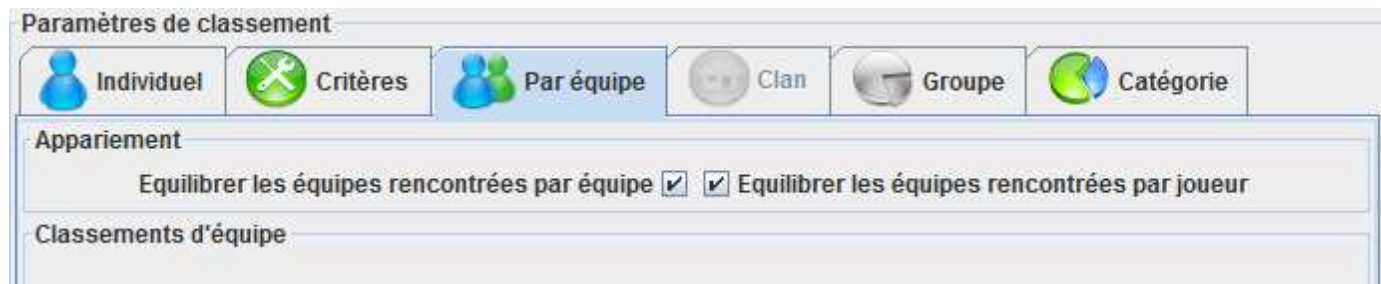 Paramètres de classement
Individuel Critères Par équipe Clan Groupe Catégorie
Appariement
Equilibrer les équipes rencontrées par équipe Equilibrer les équipes rencontrées par joueur
Classements d'équipe